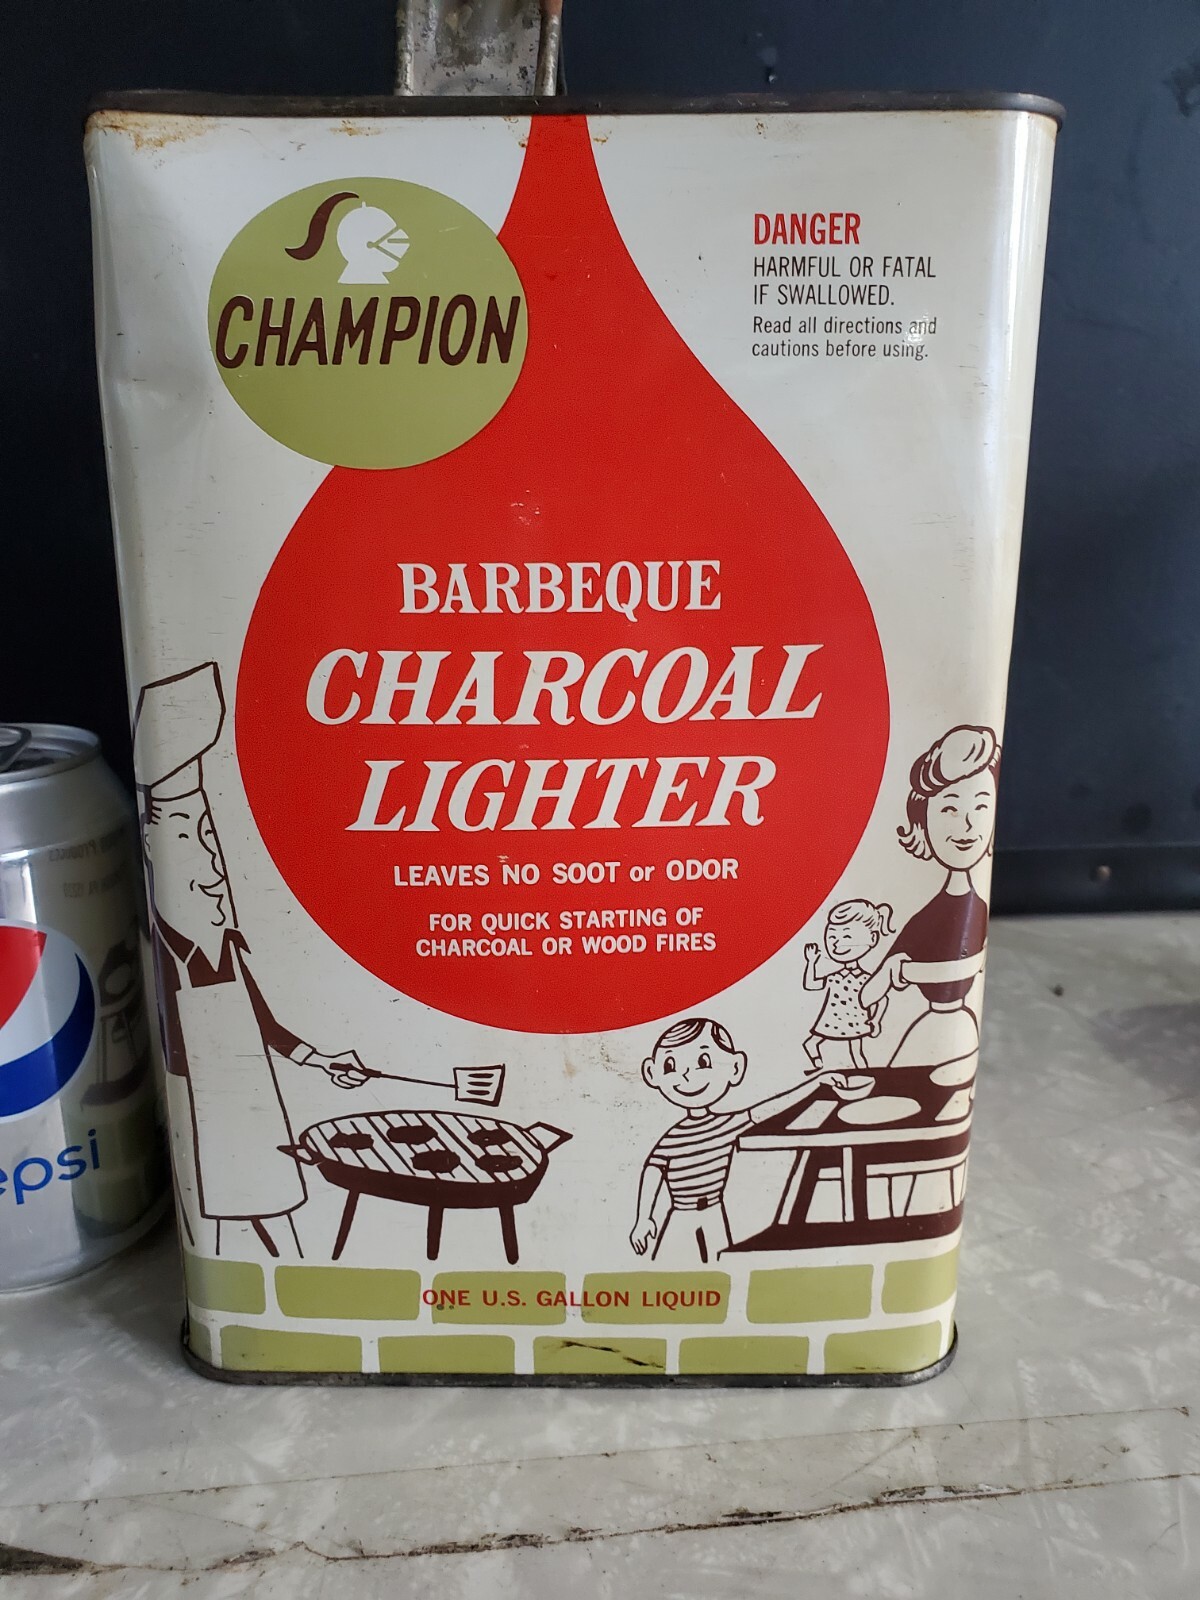 CHAMPION
DANGER
HARMFUL OR FATAL
IF SWALLOWED.
Read all directions and
cautions before using.
BARBEQUE
CHARCOAL
LIGHTER
LEAVES NO SOOT or ODOR
FOR QUICK STARTING OF
CHARCOAL OR WOOD FIRES
ONE U.S. GALLON LIQUID
epsi